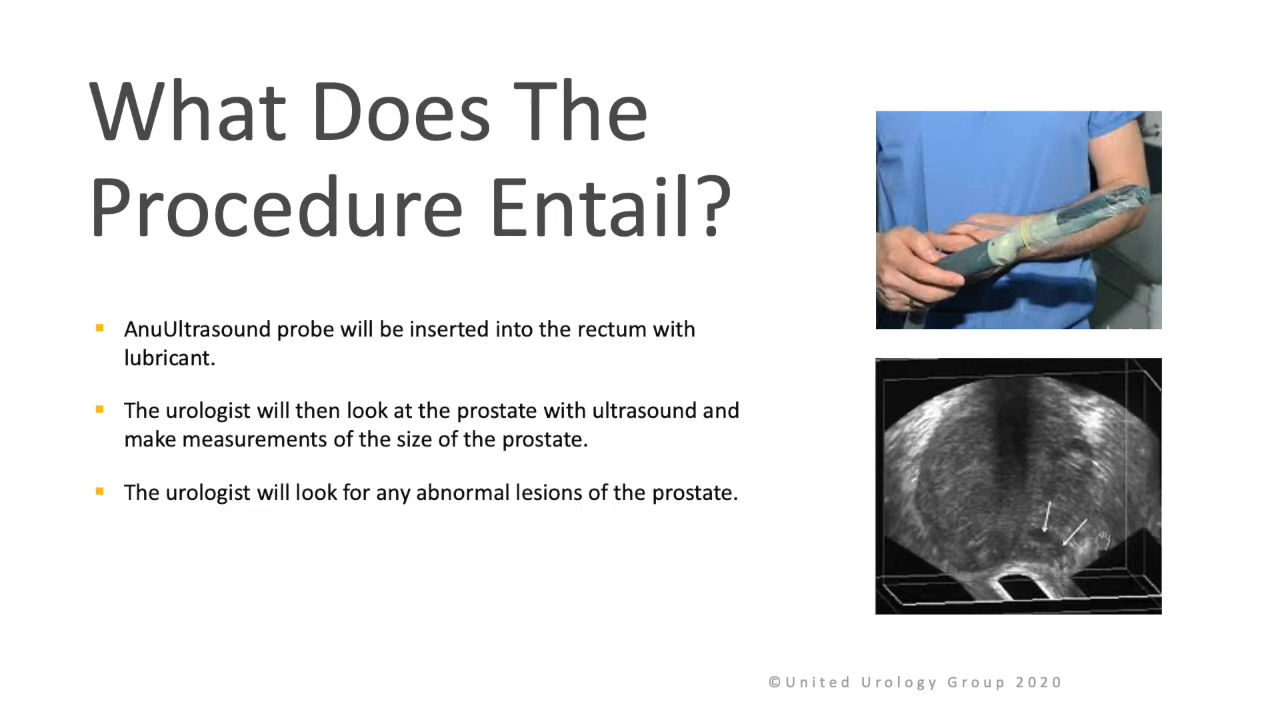 What Does The
Procedure Entail?
AnuUltrasound probe will be inserted into the rectum with
lubricant.
The urologist will then look at the prostate with ultrasound and
make measurements of the size of the prostate.
The urologist will look for any abnormal lesions of the prostate.
©United Urology Group 2020